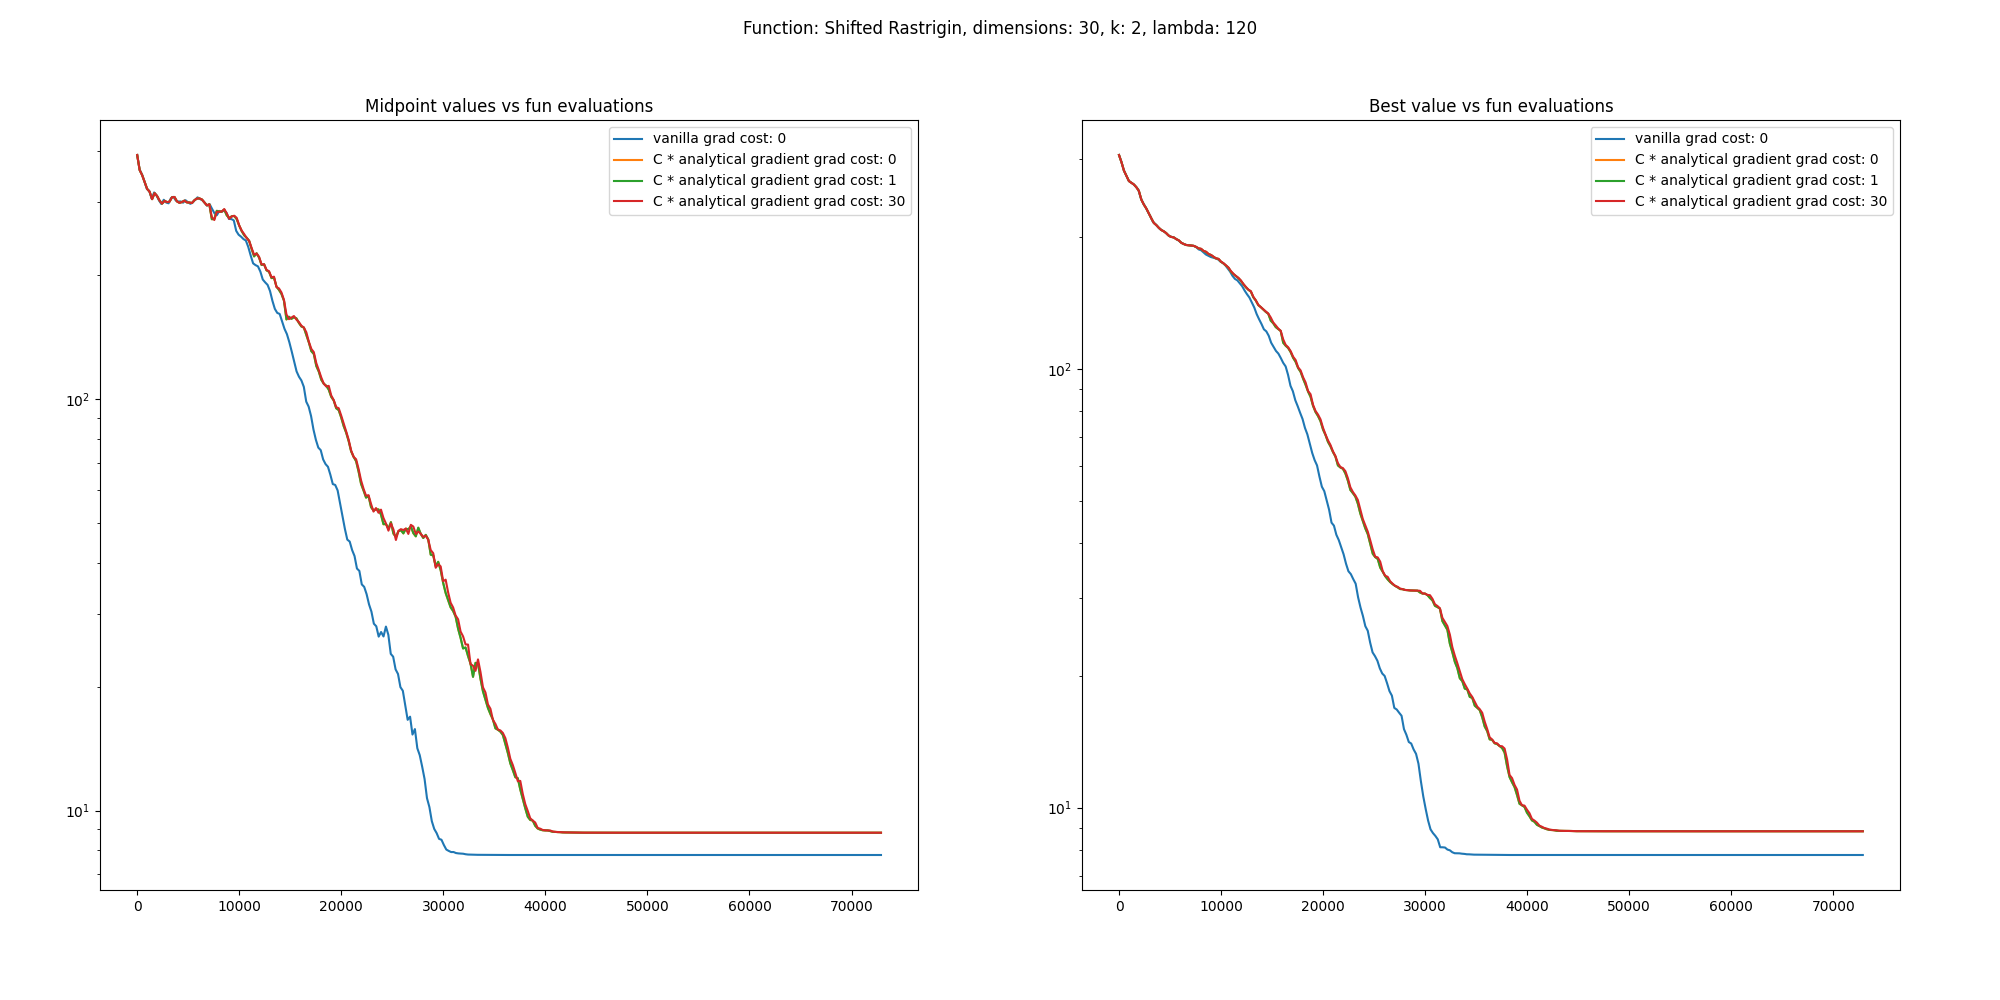 Function: Shifted Rastrigin, dimensions: 30, k: 2, lambda: 120
Midpoint values vs fun evaluations
vanilla grad cost: 0
C * analytical gradient grad cost: 0
C * analytical gradient grad cost: 1
C * analytical gradient grad cost: 30
10²
10¹
0 10000 20000 30000 40000 50000 60000 70000
Best value vs fun evaluations
vanilla grad cost: 0
C * analytical gradient grad cost: 0
C * analytical gradient grad cost: 1
C * analytical gradient grad cost: 30
10²
10¹
0 10000 20000 30000 40000 50000 60000 70000